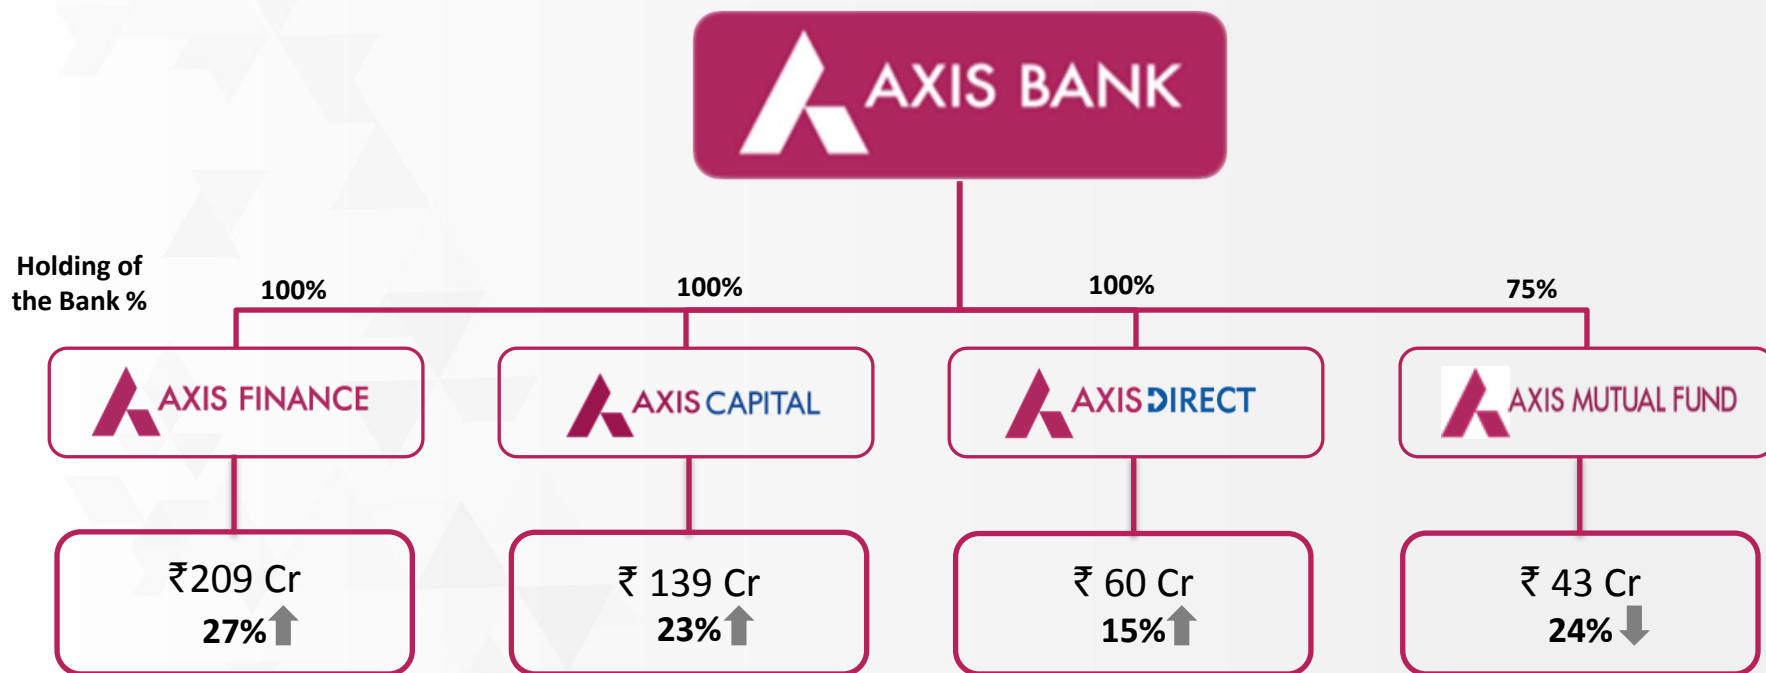 AXIS BANK
Holding of
the Bank %
100%
100%
100%
75%
AXIS FINANCE
AXIS CAPITAL
AXIS DIRECT
AXIS MUTUAL FUND
₹209 Cr
27%
₹ 139 Cr
23%
₹ 60 Cr
15%
₹ 43 Cr
24%